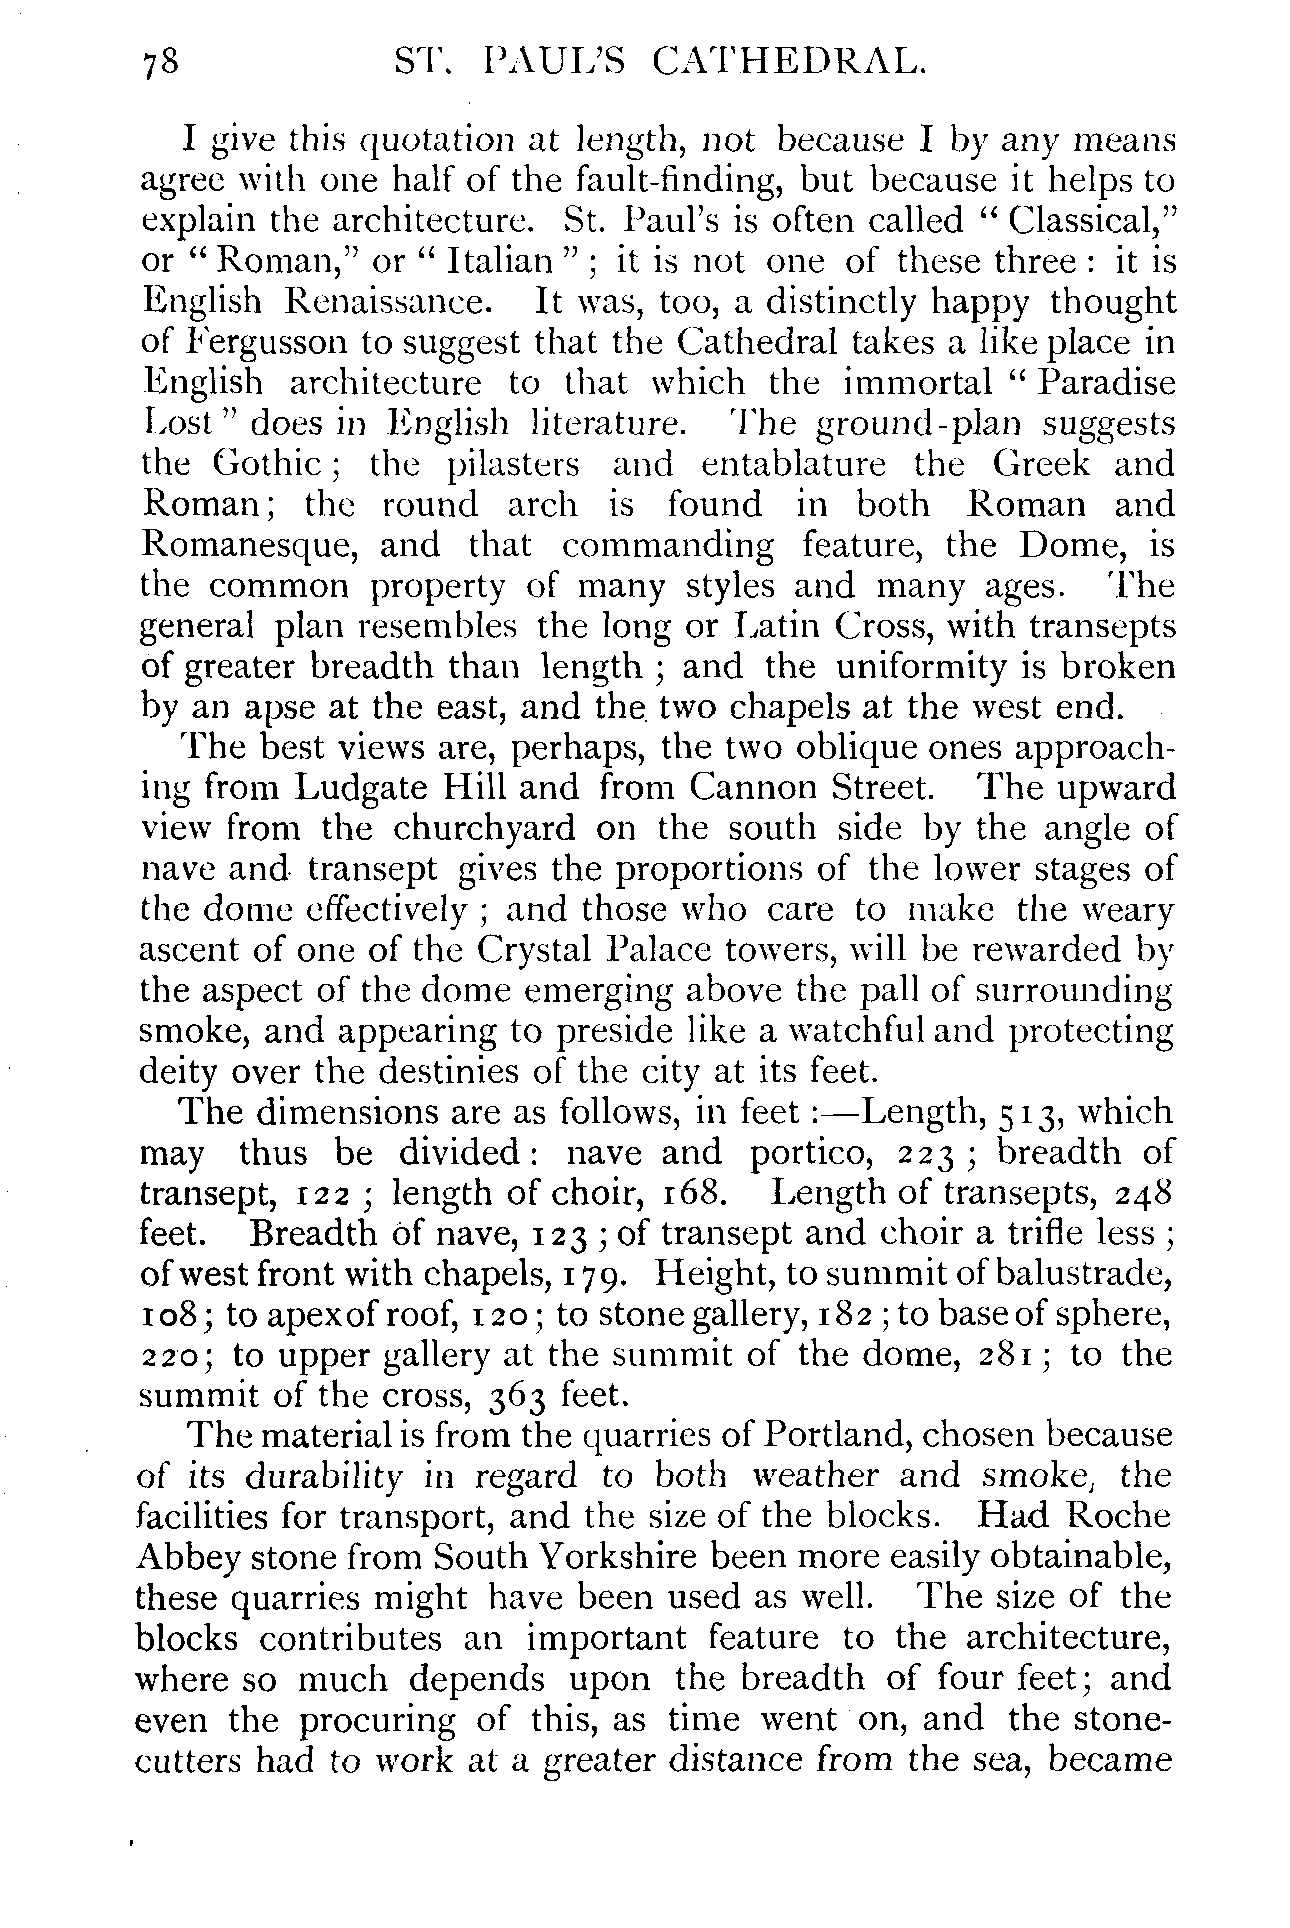 78 ST. PAUL'S CATHEDRAL.
I give this quotation at length, not because I by any means
agree with one half of the fault-finding, but because it helps to
explain the architecture. St. Paul's is often called “ Classical,”
or “ Roman,” or “ Italian ” ; it is not one of these three : it is
English Renaissance. It was, too, a distinctly happy thought
of Fergusson to suggest that the Cathedral takes a like place in
English architecture to that which the immortal “ Paradise
Lost ” does in English literature. The ground-plan suggests
the Gothic ; the pilasters and entablature the Greek and
Roman ; the round arch is found in both Roman and
Romanesque, and that commanding feature, the Dome, is
the common property of many styles and many ages. The
general plan resembles the long or Latin Cross, with transepts
of greater breadth than length ; and the uniformity is broken
by an apse at the east, and the two chapels at the west end.
The best views are, perhaps, the two oblique ones approach-
ing from Ludgate Hill and from Cannon Street. The upward
view from the churchyard on the south side by the angle of
nave and transept gives the proportions of the lower stages of
the dome effectively ; and those who care to make the weary
ascent of one of the Crystal Palace towers, will be rewarded by
the aspect of the dome emerging above the pall of surrounding
smoke, and appearing to preside like a watchful and protecting
deity over the destinies of the city at its feet.
The dimensions are as follows, in feet :—Length, 513, which
may thus be divided : nave and portico, 223 ; breadth of
transept, 122 ; length of choir, 168. Length of transepts, 248
feet. Breadth of nave, 123 ; of transept and choir a trifle less ;
of west front with chapels, 179. Height, to summit of balustrade,
108 ; to apex of roof, 120 ; to stone gallery, 182 ; to base of sphere,
220 ; to upper gallery at the summit of the dome, 281 ; to the
summit of the cross, 363 feet.
The material is from the quarries of Portland, chosen because
of its durability in regard to both weather and smoke, the
facilities for transport, and the size of the blocks. Had Roche
Abbey stone from South Yorkshire been more easily obtainable,
these quarries might have been used as well. The size of the
blocks contributes an important feature to the architecture,
where so much depends upon the breadth of four feet ; and
even the procuring of this, as time went on, and the stone-
cutters had to work at a greater distance from the sea, became